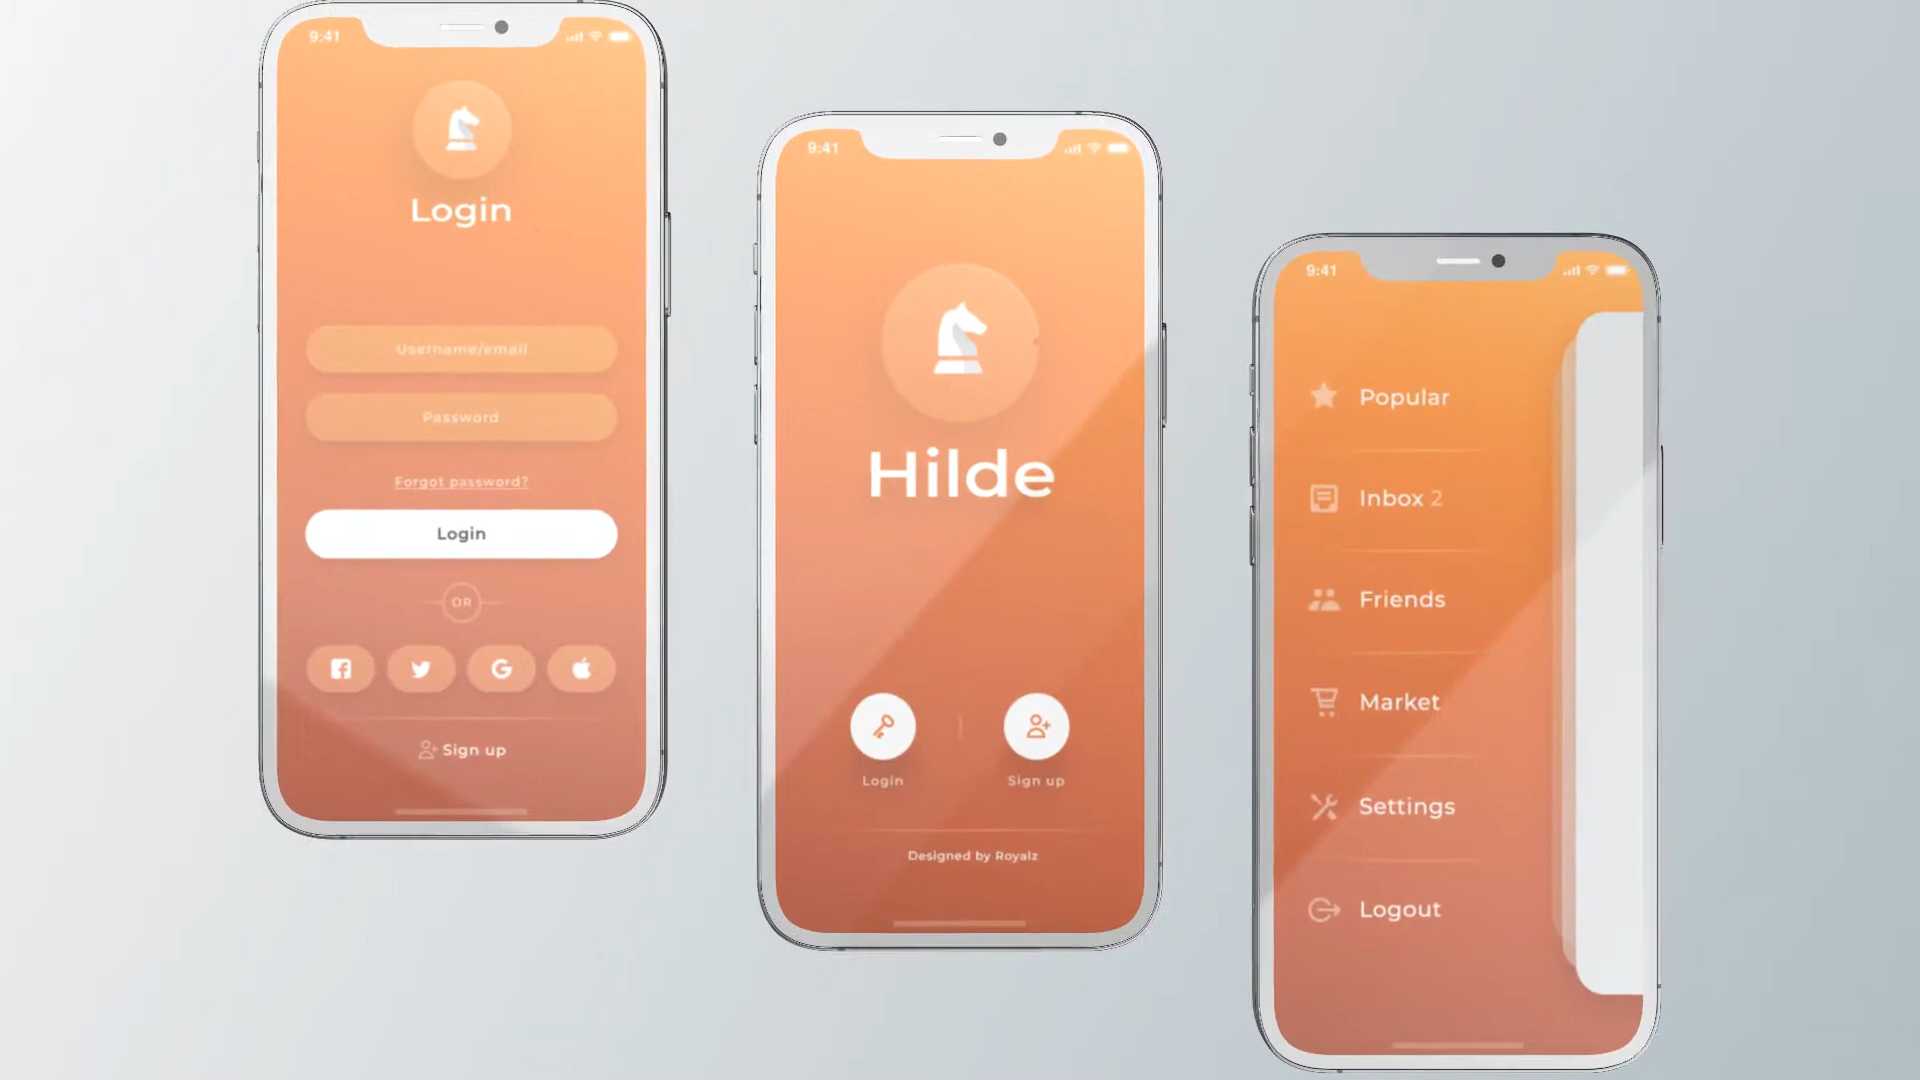 9:41
Login
Username/email
Password
Forgot password?
Login
OR
Sign up
9:41
Hilde
Login
Sign up
Designed by Royalz
9:41
Popular
Inbox 2
Friends
Market
Settings
Logout